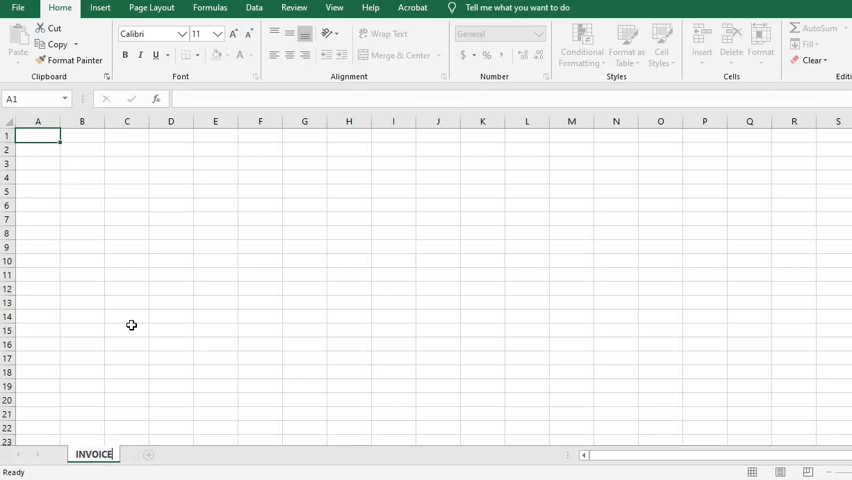 File Home Insert Page Layout Formulas Data Review View Help Acrobat Tell me what you want to do
Paste Cut Calibri 11 A A Wrap Text General Conditional Format as Cell Insert Delete Format AutoSum
Copy Fill
Format Painter B I U A Merge & Center $ % , Formatting Table Styles Clear
Clipboard Font Alignment Number Styles Cells Editi
A1 fx
A B C D E F G H I J K L M N O P Q R S
1
2
3
4
5
6
7
8
9
10
11
12
13
14
15
16
17
18
19
20
21
22
23
INVOICE
Ready